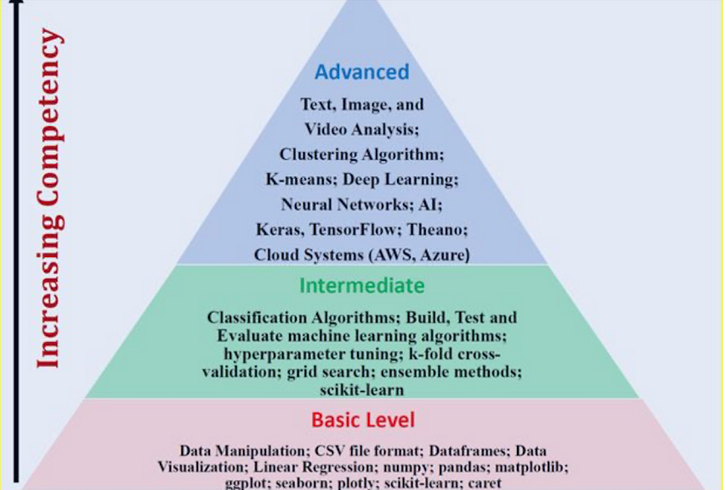 Increasing Competency
Advanced
Text, Image, and
Video Analysis;
Clustering Algorithm;
K-means; Deep Learning;
Neural Networks; AI;
Keras, TensorFlow; Theano;
Cloud Systems (AWS, Azure)
Intermediate
Classification Algorithms; Build, Test and
Evaluate machine learning algorithms;
hyperparameter tuning; k-fold cross-
validation; grid search; ensemble methods;
scikit-learn
Basic Level
Data Manipulation; CSV file format; Dataframes; Data
Visualization; Linear Regression; numpy; pandas; matplotlib;
ggplot; seaborn; plotly; scikit-learn; caret